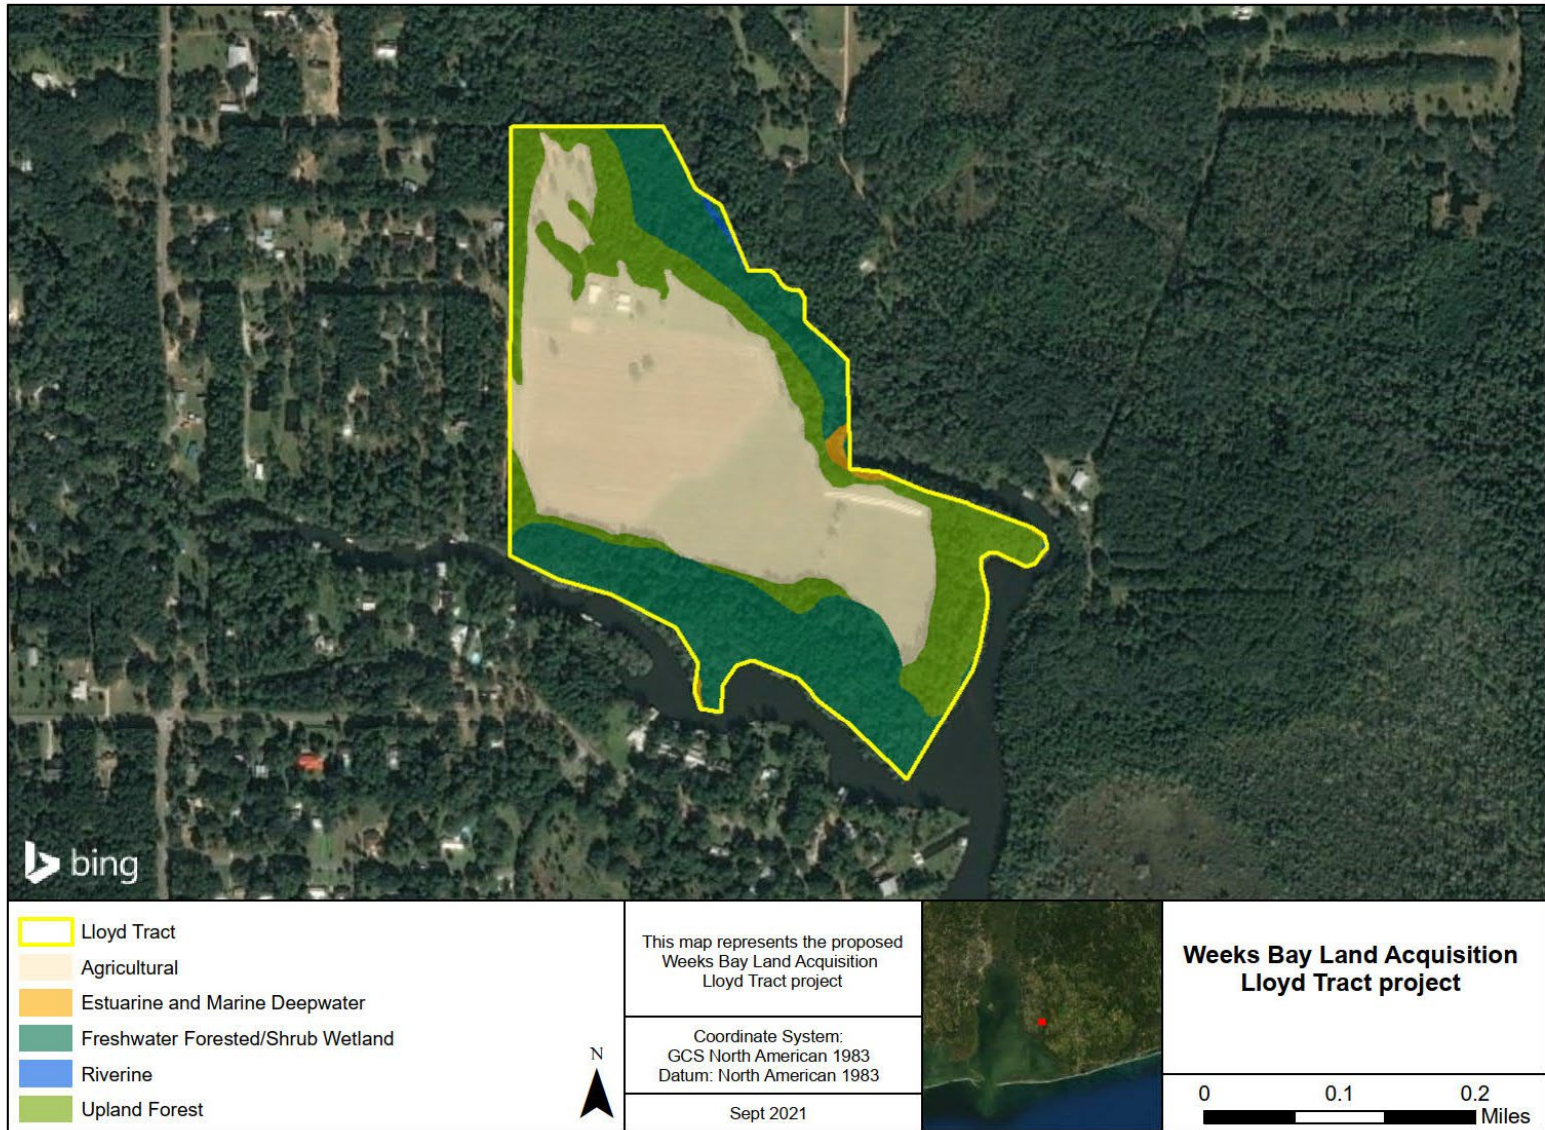 bing
Lloyd Tract
Agricultural
Estuarine and Marine Deepwater
Freshwater Forested/Shrub Wetland
Riverine
Upland Forest
N
This map represents the proposed
Weeks Bay Land Acquisition
Lloyd Tract project
Coordinate System:
GCS North American 1983
Datum: North American 1983
Sept 2021
Weeks Bay Land Acquisition
Lloyd Tract project
0 0.1 0.2
Miles